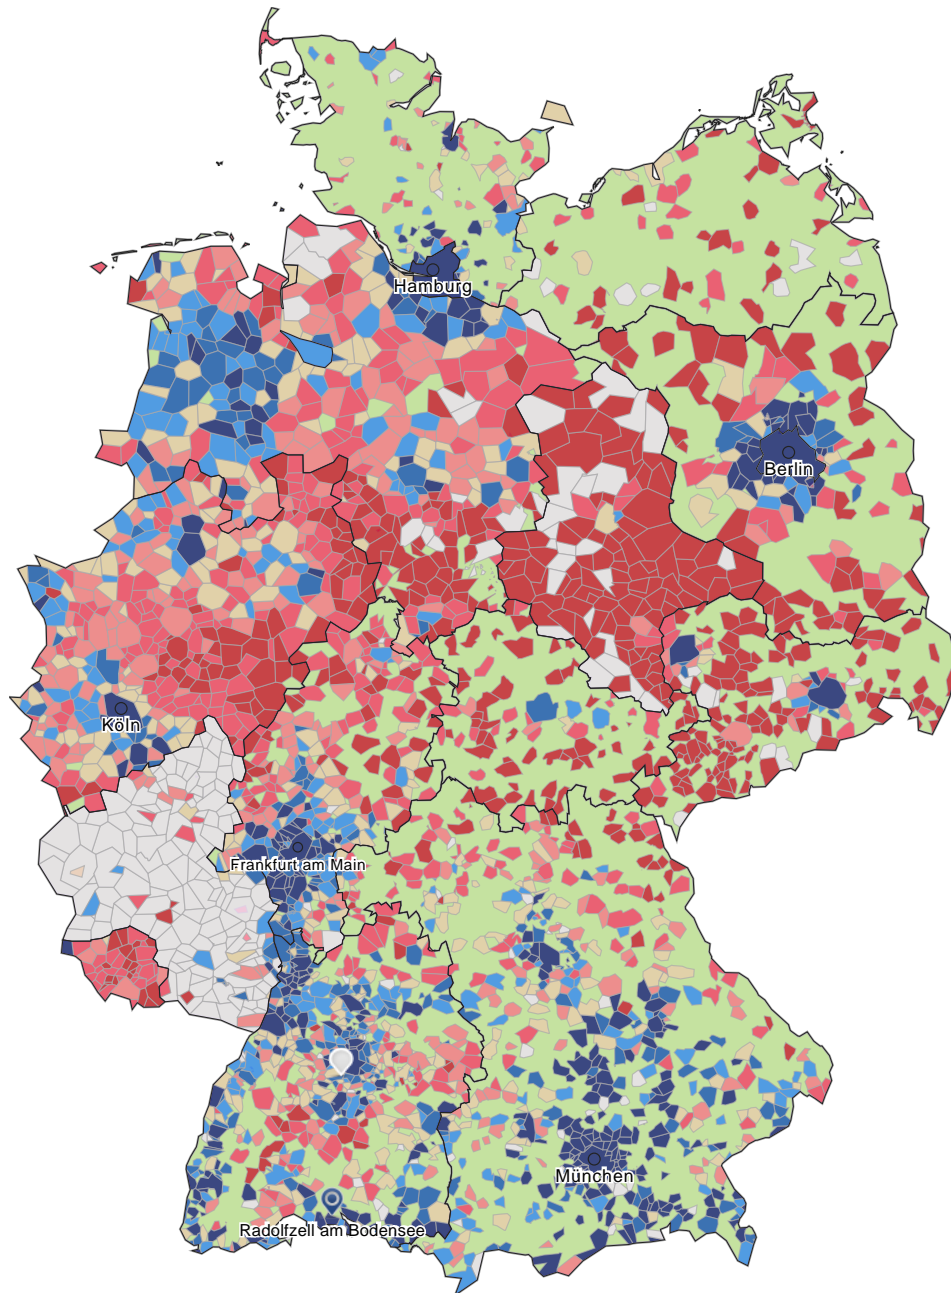 Hamburg
Berlin
Köln
Frankfurt am Main
München
Radolfzell am Bodensee